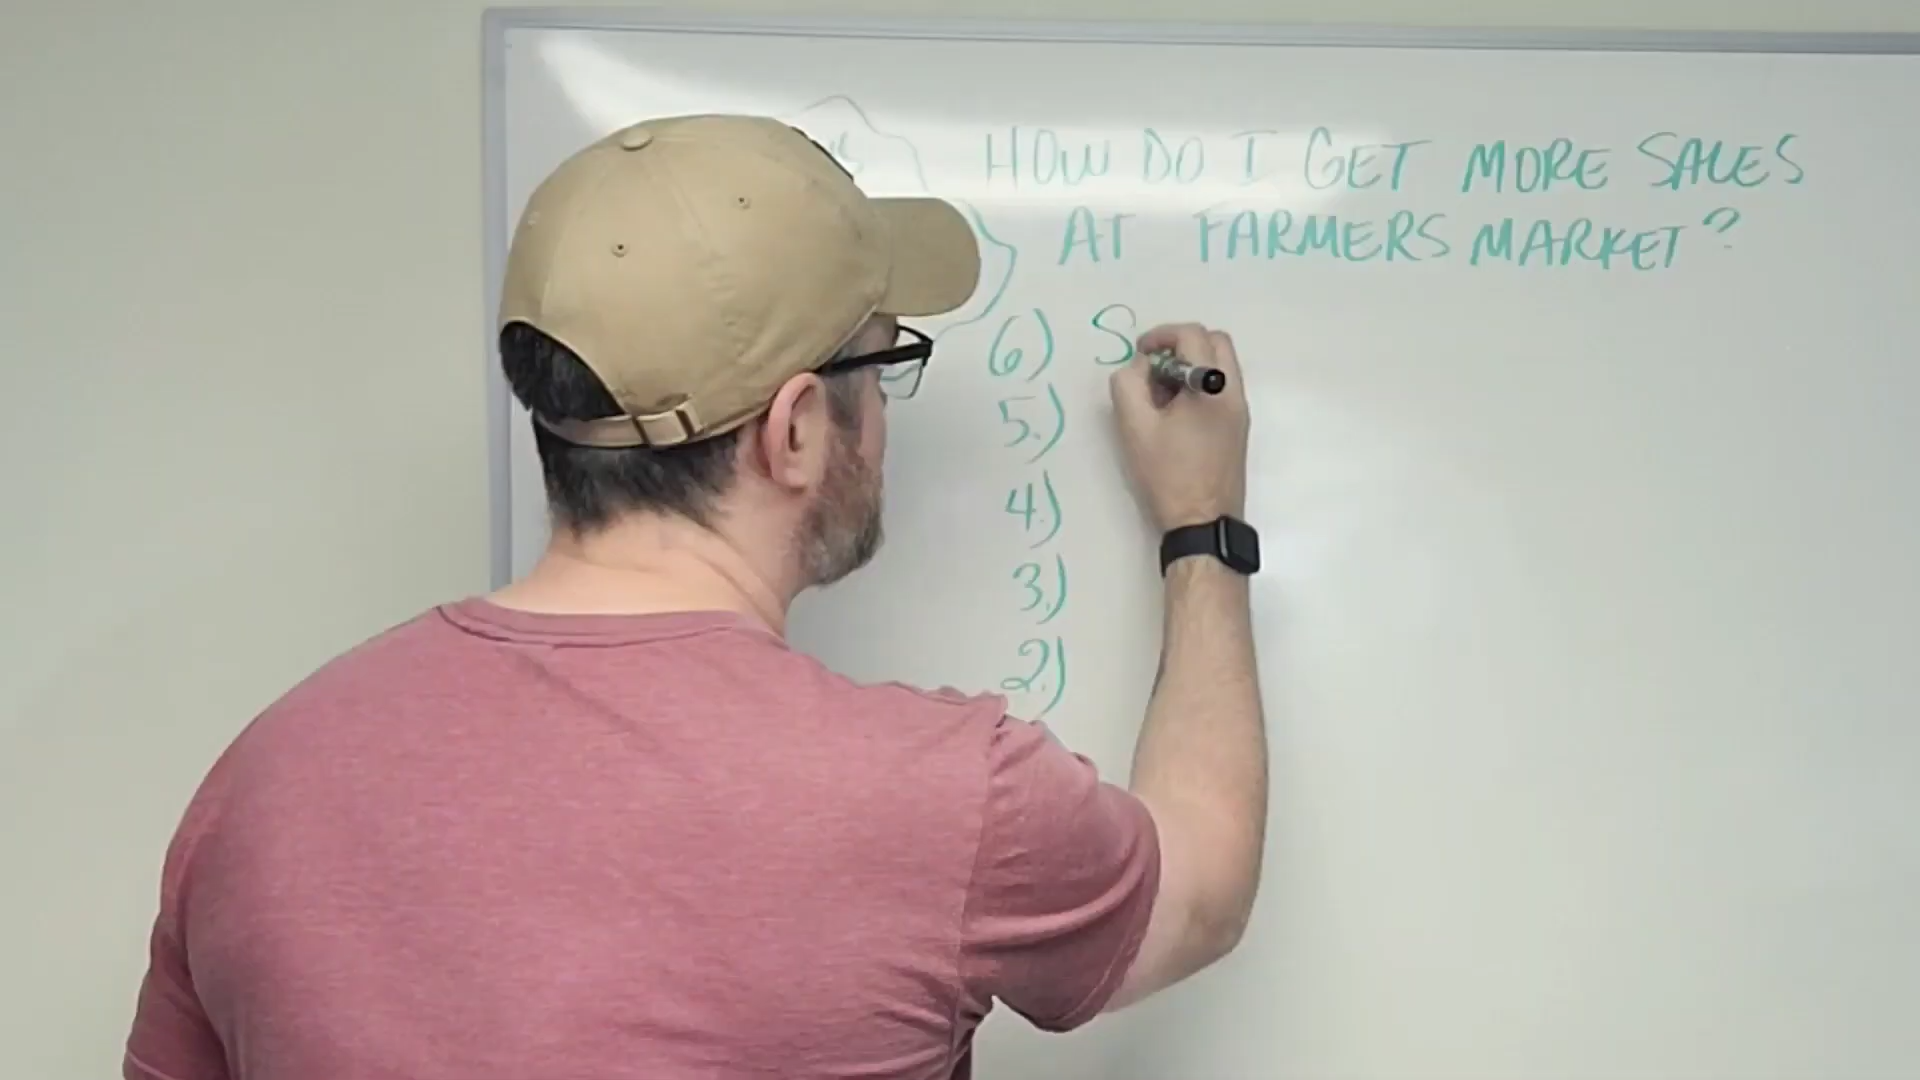 HOW DO I GET MORE SALES
AT FARMERS MARKET?
6) S
5.)
4.)
3.)
2.)